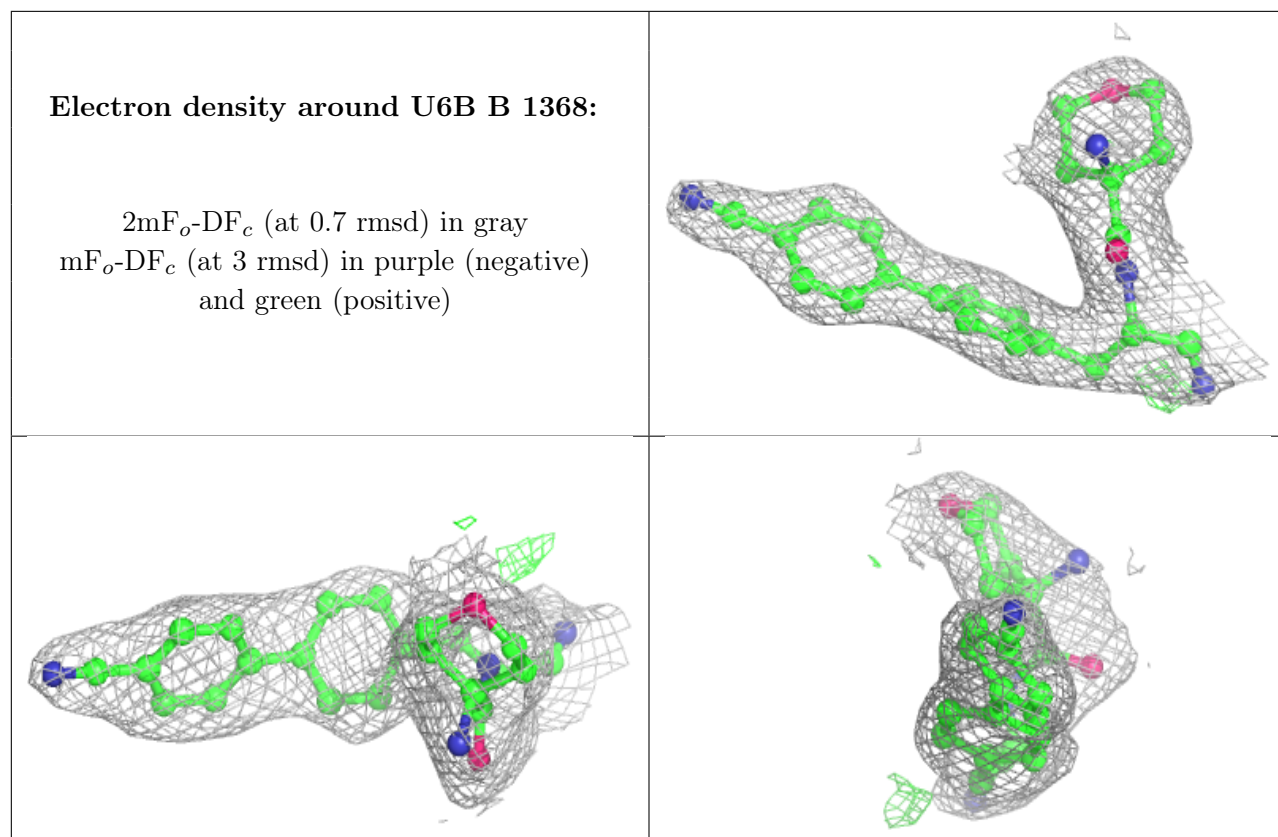 Electron density around U6B B 1368:
2mFₒ-DF𝒸 (at 0.7 rmsd) in gray
mFₒ-DF𝒸 (at 3 rmsd) in purple (negative)
and green (positive)